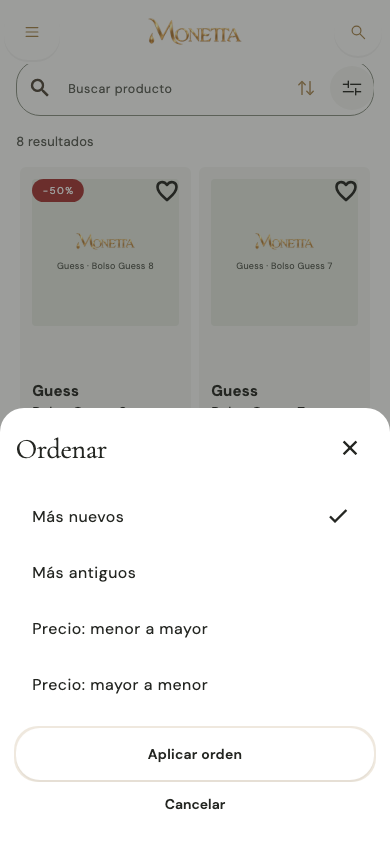 MONETTA
Buscar producto
8 resultados
-50%
MONETTA
Guess · Bolso Guess 8
MONETTA
Guess · Bolso Guess 7
Guess
Guess
Ordenar
Más nuevos
Más antiguos
Precio: menor a mayor
Precio: mayor a menor
Aplicar orden
Cancelar